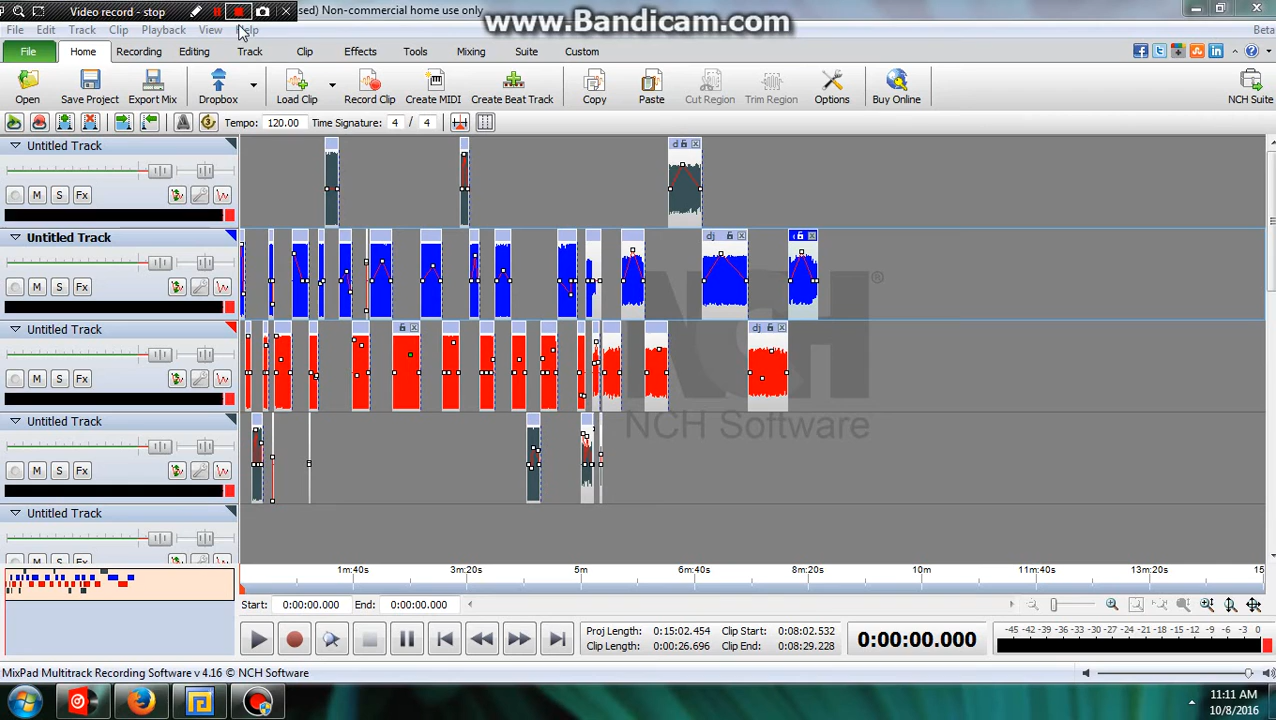 Video record - stop
sed) Non-commercial home use only
www.Bandicam.com
File Edit Track Clip Playback View Help
Beta
File Home Recording Editing Track Clip Effects Tools Mixing Suite Custom
Open Save Project Export Mix Dropbox Load Clip Record Clip Create MIDI Create Beat Track Copy Paste Cut Region Trim Region Options Buy Online NCH Suite
Tempo: 120.00 Time Signature: 4 / 4
Untitled Track
M S Fx
d
Untitled Track
M S Fx
dj
Untitled Track
M S Fx
dj
Untitled Track
M S Fx
Untitled Track
NCH
®
NCH Software
1m:40s 3m:20s 5m 6m:40s 8m:20s 10m 11m:40s 13m:20s 15
Start: 0:00:00.000 End: 0:00:00.000
Proj Length: 0:15:02.454 Clip Start: 0:08:02.532
Clip Length: 0:00:26.696 Clip End: 0:08:29.228
0:00:00.000
-45 -42 -39 -36 -33 -30 -27 -24 -21 -18 -15 -12 -9 -6 -3 0
MixPad Multitrack Recording Software v 4.16 © NCH Software
11:11 AM
10/8/2016